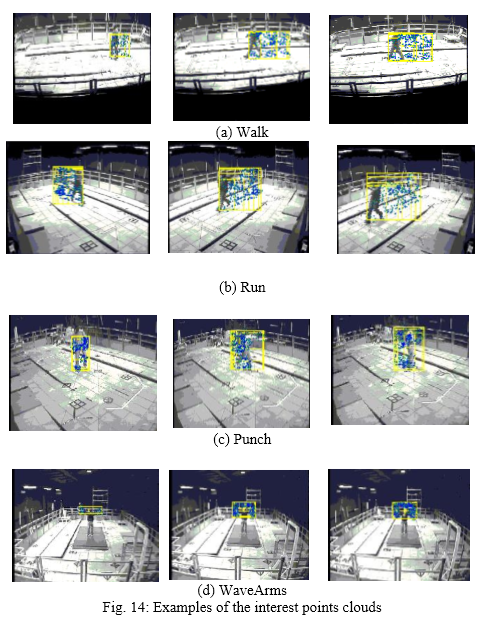 (a) Walk
(b) Run
(c) Punch
(d) WaveArms
Fig. 14: Examples of the interest points clouds